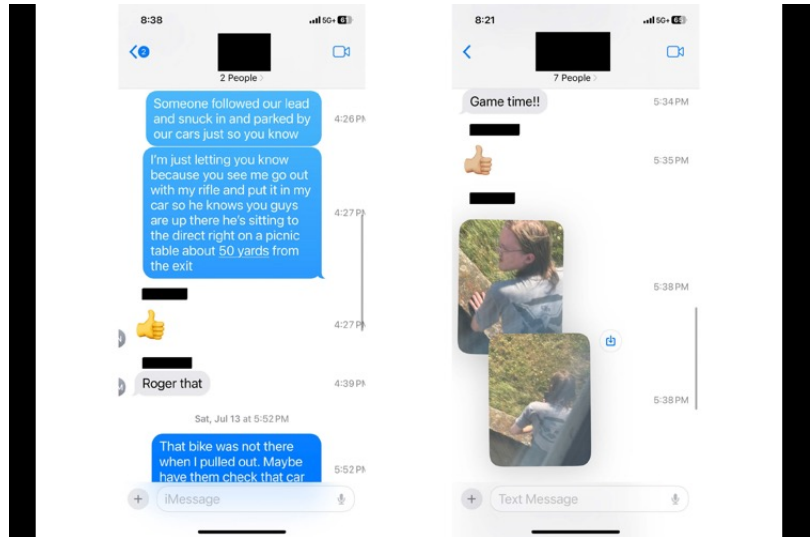 8:38
5G+ 61
2
2 People
Someone followed our lead
and snuck in and parked by
our cars just so you know
4:26 PM
I'm just letting you know
because you see me go out
with my rifle and put it in my
car so he knows you guys
are up there he's sitting to
the direct right on a picnic
table about 50 yards from
the exit
4:27 PM
4:27 PM
Roger that
4:39 PM
Sat, Jul 13 at 5:52 PM
That bike was not there
when I pulled out. Maybe
have them check that car
5:52 PM
iMessage
8:21
5G+
7 People
Game time!!
5:34 PM
5:35 PM
5:38 PM
5:38 PM
Text Message